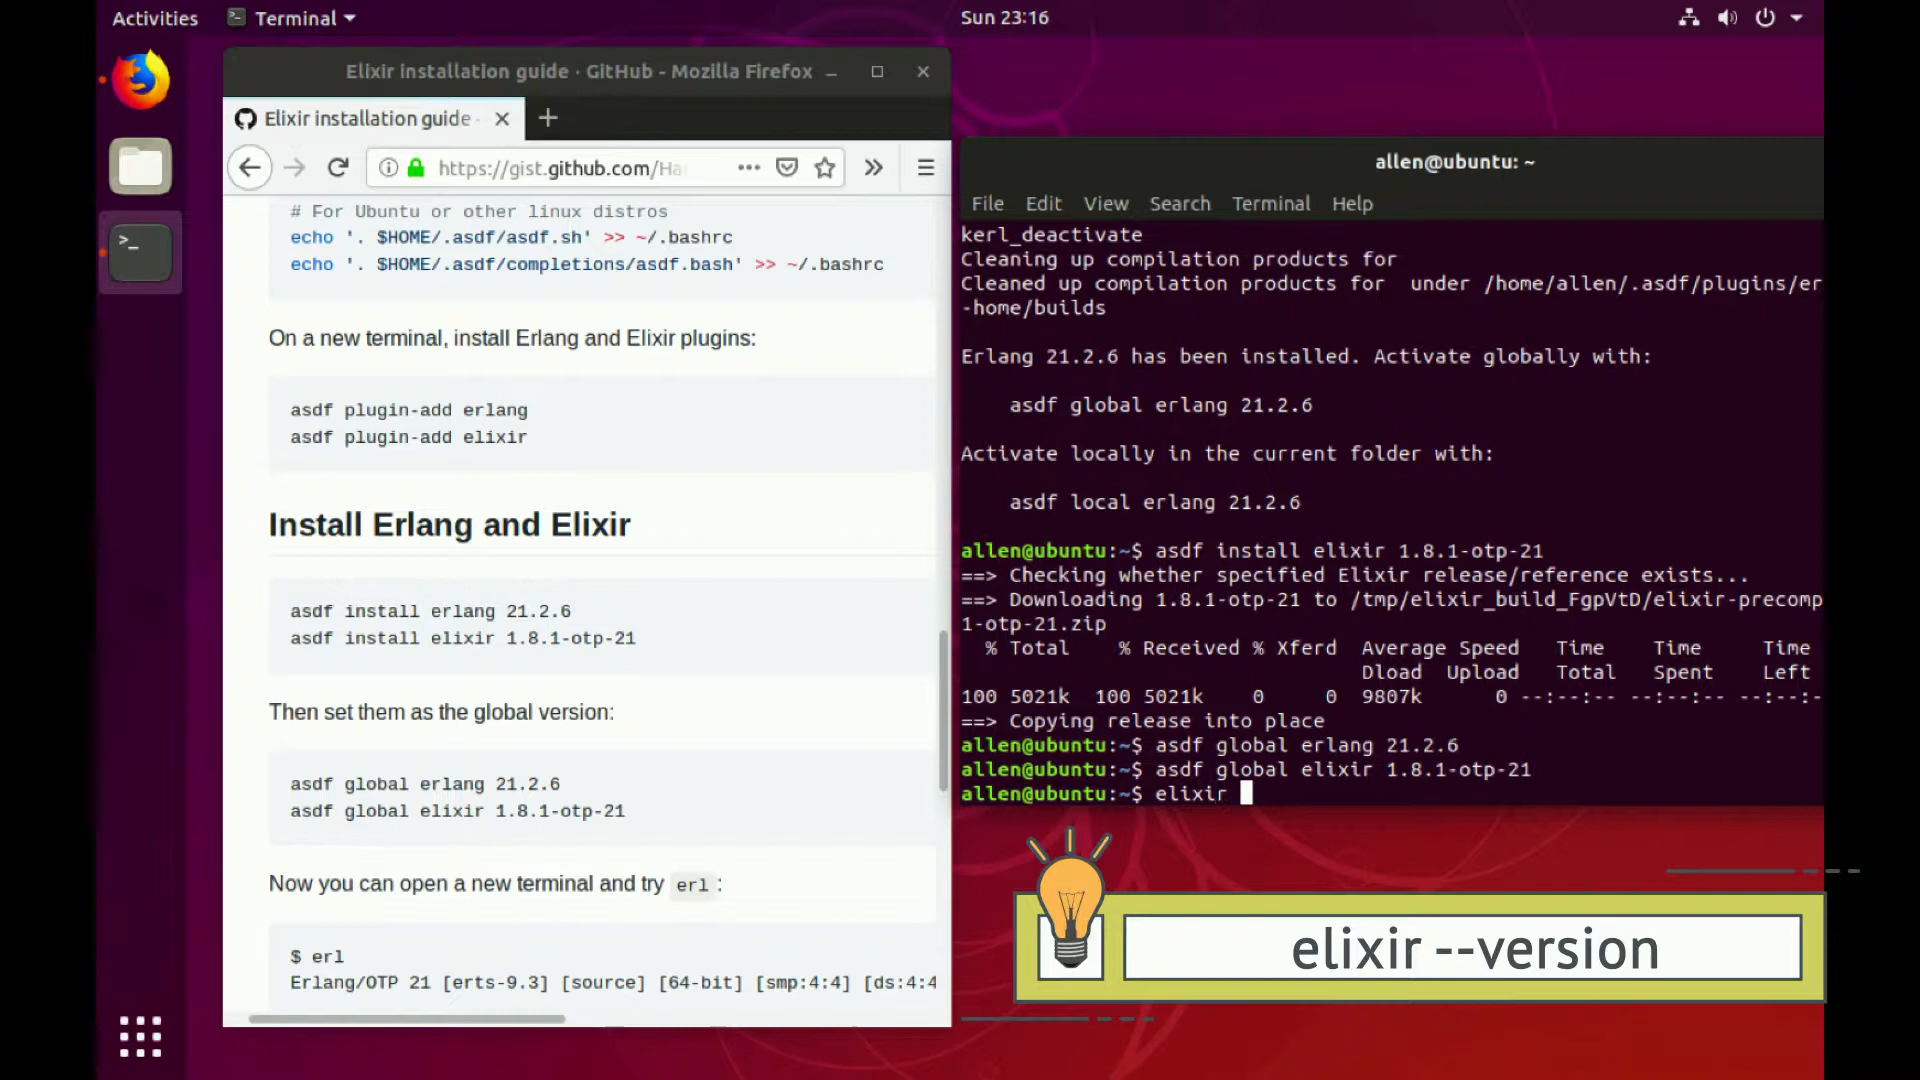 Activities
Terminal
Sun 23:16
Elixir installation guide · GitHub - Mozilla Firefox
Elixir installation guide
https://gist.github.com/Ha
# For Ubuntu or other linux distros
echo '. $HOME/.asdf/asdf.sh' >> ~/.bashrc
echo '. $HOME/.asdf/completions/asdf.bash' >> ~/.bashrc
On a new terminal, install Erlang and Elixir plugins:
asdf plugin-add erlang
asdf plugin-add elixir
Install Erlang and Elixir
asdf install erlang 21.2.6
asdf install elixir 1.8.1-otp-21
Then set them as the global version:
asdf global erlang 21.2.6
asdf global elixir 1.8.1-otp-21
Now you can open a new terminal and try erl :
$ erl
Erlang/OTP 21 [erts-9.3] [source] [64-bit] [smp:4:4] [ds:4:4
allen@ubuntu: ~
File Edit View Search Terminal Help
kerl_deactivate
Cleaning up compilation products for
Cleaned up compilation products for  under /home/allen/.asdf/plugins/er
-home/builds
Erlang 21.2.6 has been installed. Activate globally with:
asdf global erlang 21.2.6
Activate locally in the current folder with:
asdf local erlang 21.2.6
allen@ubuntu:~$ asdf install elixir 1.8.1-otp-21
==> Checking whether specified Elixir release/reference exists...
==> Downloading 1.8.1-otp-21 to /tmp/elixir_build_FgpVtD/elixir-precomp
1-otp-21.zip
% Total % Received % Xferd Average Speed Time Time Time
Dload Upload Total Spent Left
100 5021k 100 5021k 0 0 9807k 0 --:--:-- --:--:-- --:--:-
==> Copying release into place
allen@ubuntu:~$ asdf global erlang 21.2.6
allen@ubuntu:~$ asdf global elixir 1.8.1-otp-21
allen@ubuntu:~$ elixir
elixir --version